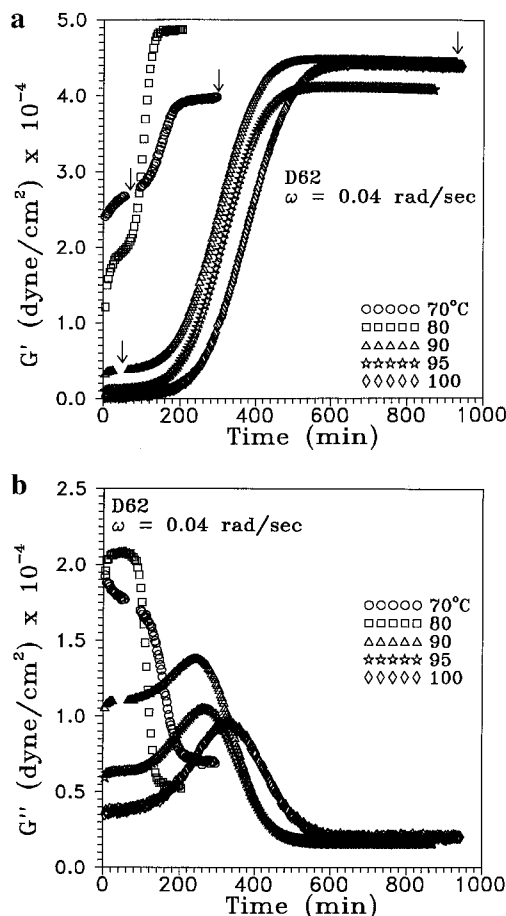 a
G' (dyne/cm²) x 10⁻⁴
5.0
4.0
3.0
2.0
1.0
0.0
D62
ω = 0.04 rad/sec
70°C
80
90
95
100
0 200 400 600 800 1000
Time (min)
b
G'' (dyne/cm²) x 10⁻⁴
2.5
2.0
1.5
1.0
0.5
0.0
D62
ω = 0.04 rad/sec
70°C
80
90
95
100
0 200 400 600 800 1000
Time (min)